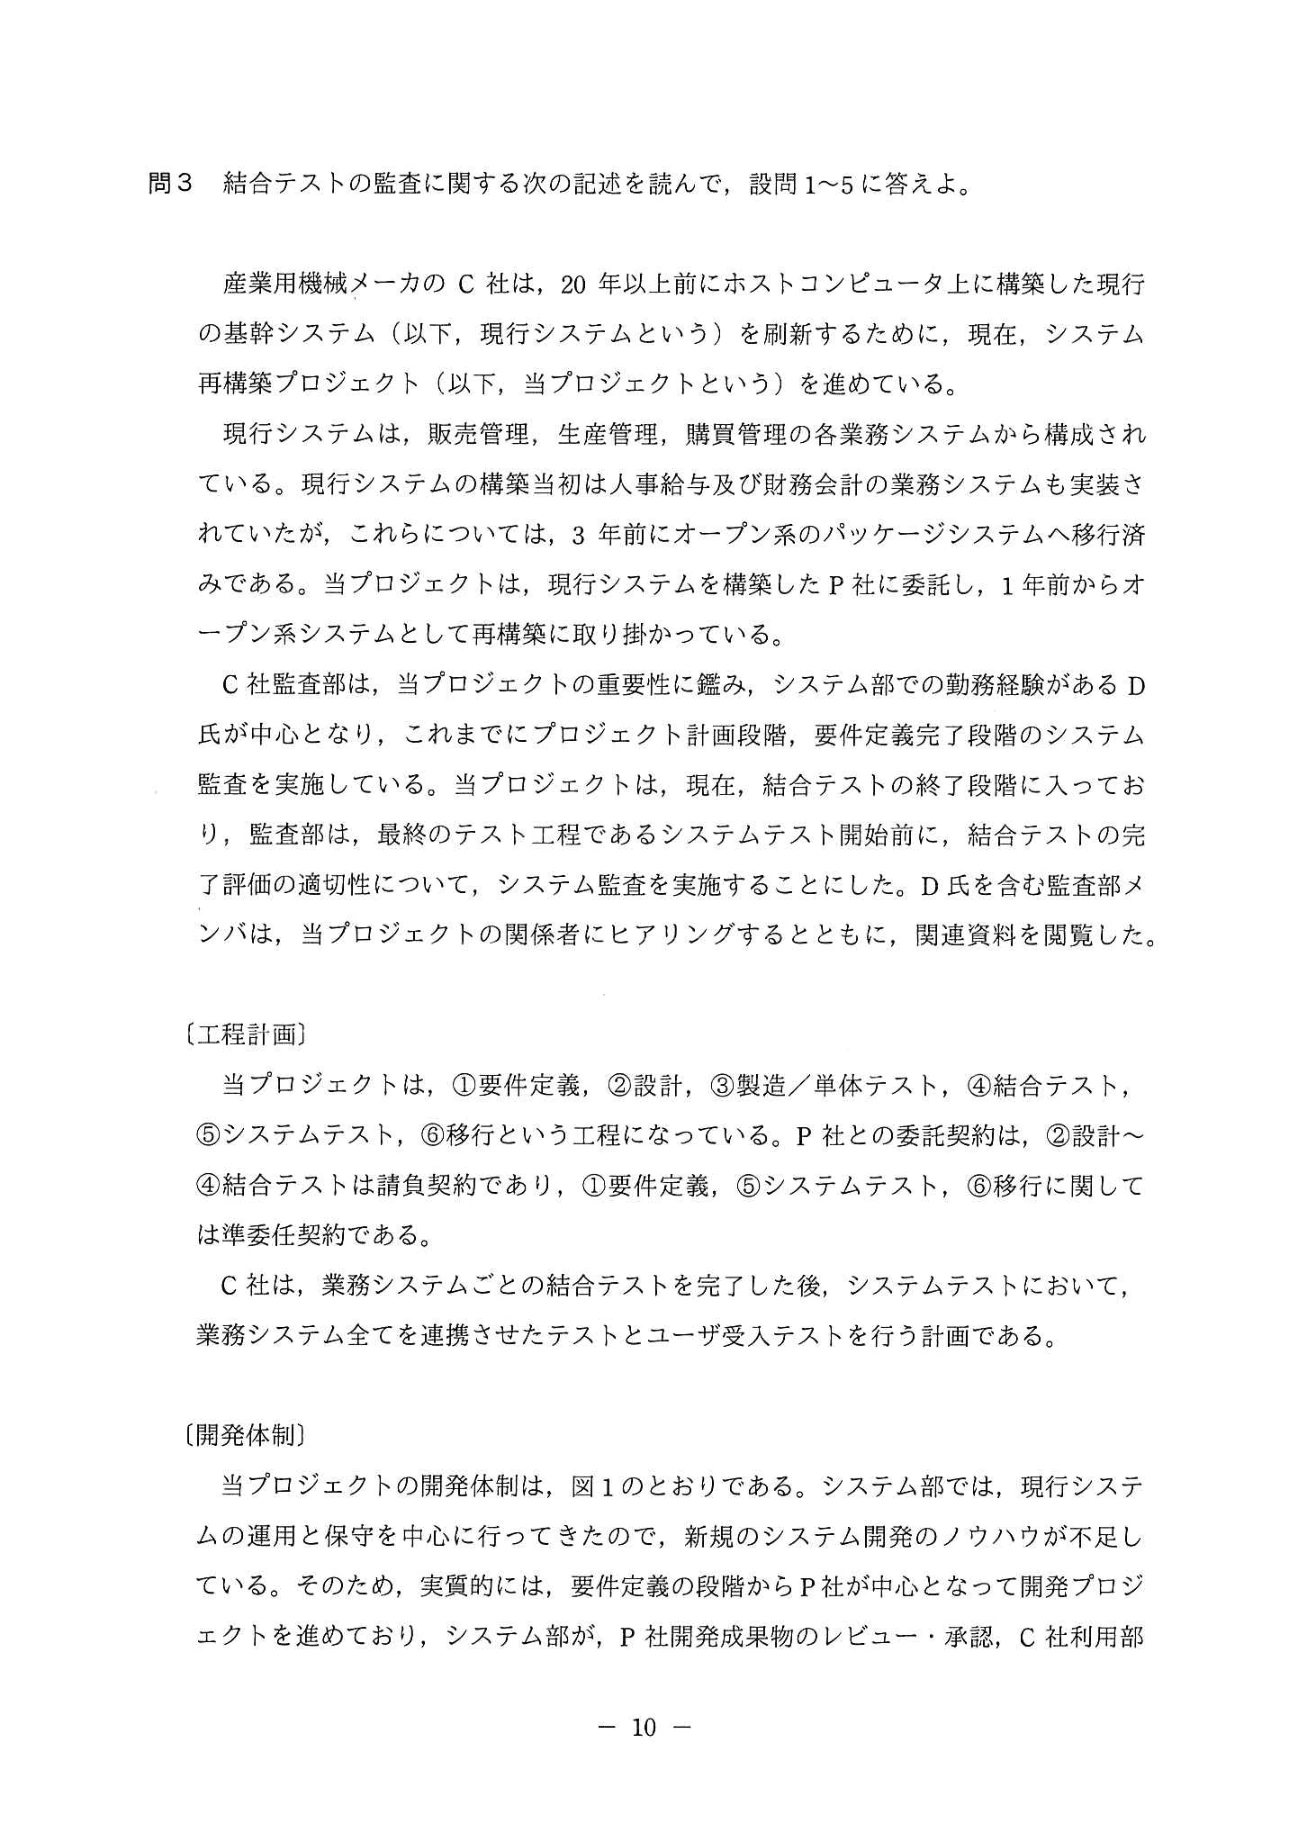 問３　結合テストの監査に関する次の記述を読んで，設問1～5に答えよ。
産業用機械メーカのC社は，20年以上前にホストコンピュータ上に構築した現行
の基幹システム（以下，現行システムという）を刷新するために，現在，システム
再構築プロジェクト（以下，当プロジェクトという）を進めている。
現行システムは，販売管理，生産管理，購買管理の各業務システムから構成され
ている。現行システムの構築当初は人事給与及び財務会計の業務システムも実装さ
れていたが，これらについては，3年前にオープン系のパッケージシステムへ移行済
みである。当プロジェクトは，現行システムを構築したP社に委託し，1年前からオ
ープン系システムとして再構築に取り掛かっている。
C社監査部は，当プロジェクトの重要性に鑑み，システム部での勤務経験があるD
氏が中心となり，これまでにプロジェクト計画段階，要件定義完了段階のシステム
監査を実施している。当プロジェクトは，現在，結合テストの終了段階に入ってお
り，監査部は，最終のテスト工程であるシステムテスト開始前に，結合テストの完
了評価の適切性について，システム監査を実施することにした。D氏を含む監査部メ
ンバは，当プロジェクトの関係者にヒアリングするとともに，関連資料を閲覧した。
〔工程計画〕
当プロジェクトは，①要件定義，②設計，③製造／単体テスト，④結合テスト，
⑤システムテスト，⑥移行という工程になっている。P社との委託契約は，②設計～
④結合テストは請負契約であり，①要件定義，⑤システムテスト，⑥移行に関して
は準委任契約である。
C社は，業務システムごとの結合テストを完了した後，システムテストにおいて，
業務システム全てを連携させたテストとユーザ受入テストを行う計画である。
〔開発体制〕
当プロジェクトの開発体制は，図1のとおりである。システム部では，現行システ
ムの運用と保守を中心に行ってきたので，新規のシステム開発のノウハウが不足し
ている。そのため，実質的には，要件定義の段階からP社が中心となって開発プロジ
ェクトを進めており，システム部が，P社開発成果物のレビュー・承認，C社利用部
－ 10 －